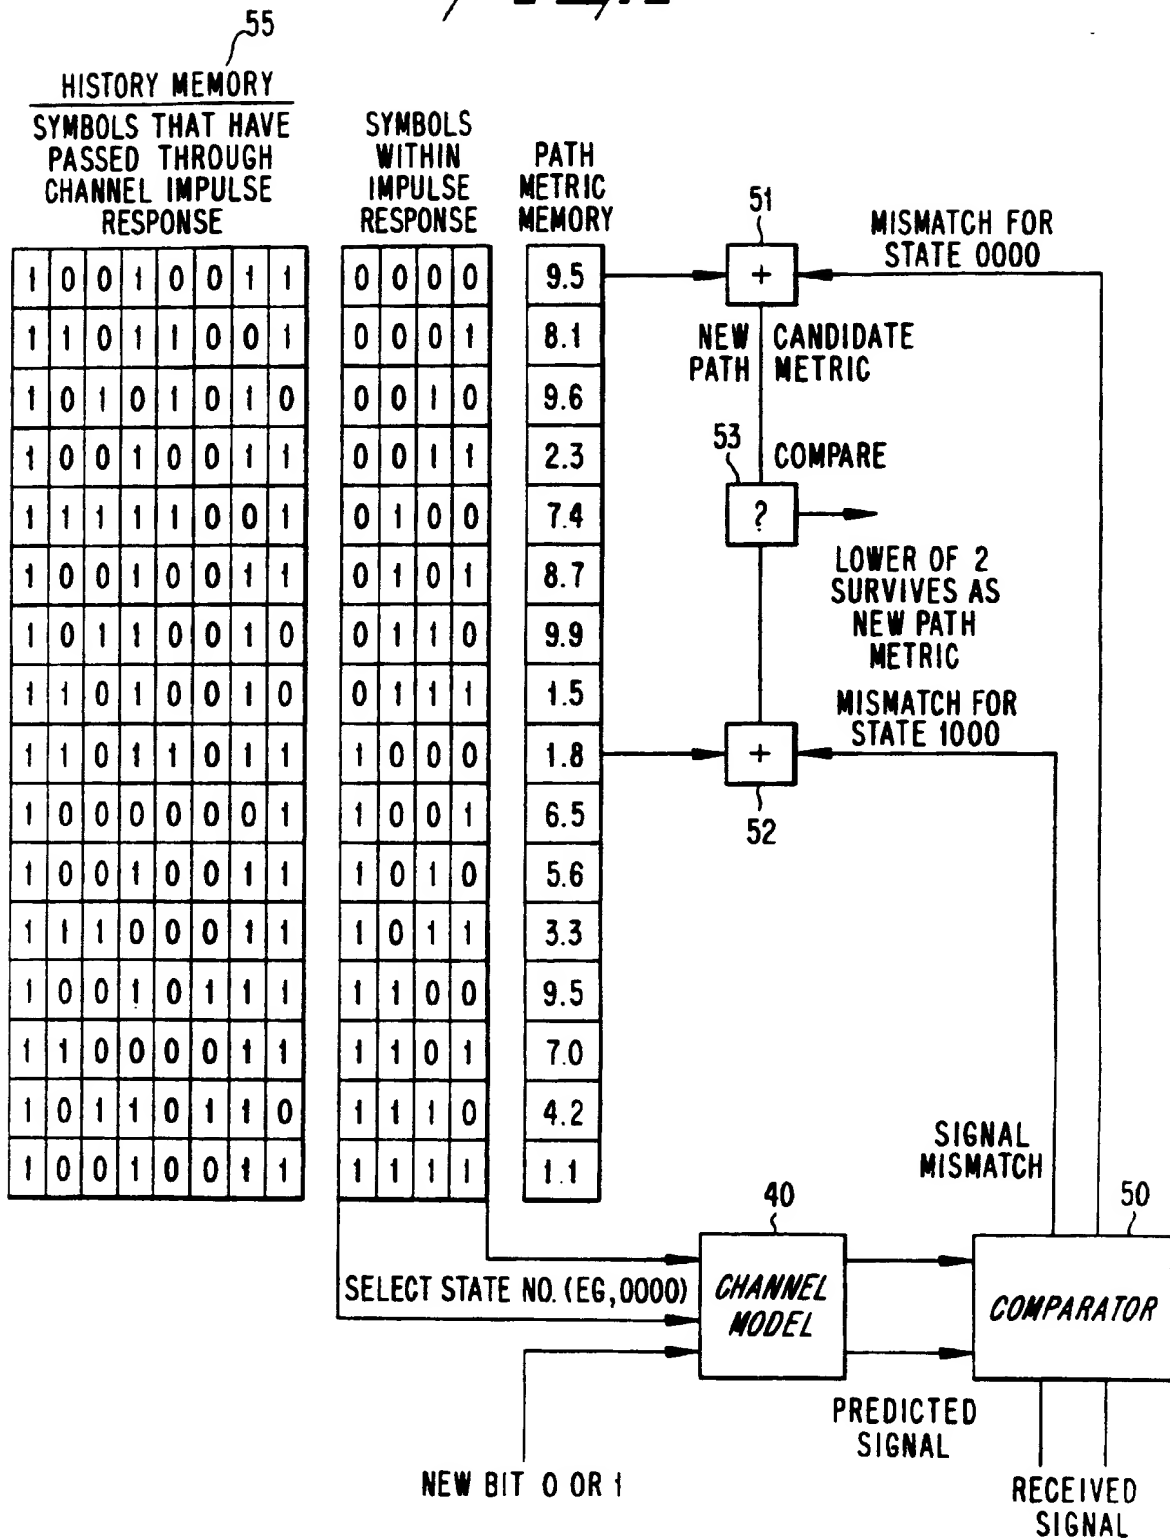 55
HISTORY MEMORY
SYMBOLS THAT HAVE
PASSED THROUGH
CHANNEL IMPULSE
RESPONSE
SYMBOLS
WITHIN
IMPULSE
RESPONSE
PATH
METRIC
MEMORY
1 0 0 1 0 0 1 1 0 0 0 0 9.5
1 1 0 1 1 0 0 1 0 0 0 1 8.1
1 0 1 0 1 0 1 0 0 0 1 0 9.6
1 0 0 1 0 0 1 1 0 0 1 1 2.3
1 1 1 1 1 0 0 1 0 1 0 0 7.4
1 0 0 1 0 0 1 1 0 1 0 1 8.7
1 0 1 1 0 0 1 0 0 1 1 0 9.9
1 1 0 1 0 0 1 0 0 1 1 1 1.5
1 1 0 1 1 0 1 1 1 0 0 0 1.8
1 0 0 0 0 0 0 1 1 0 0 1 6.5
1 0 0 1 0 0 1 1 1 0 1 0 5.6
1 1 1 0 0 0 1 1 1 0 1 1 3.3
1 0 0 1 0 1 1 1 1 1 0 0 9.5
1 1 0 0 0 0 1 1 1 1 0 1 7.0
1 0 1 1 0 1 1 0 1 1 1 0 4.2
1 0 0 1 0 0 1 1 1 1 1 1 1.1
51
+
MISMATCH FOR
STATE 0000
NEW CANDIDATE
PATH METRIC
53
COMPARE
?
LOWER OF 2
SURVIVES AS
NEW PATH
METRIC
MISMATCH FOR
STATE 1000
+
52
SIGNAL
MISMATCH
40
50
SELECT STATE NO. (EG,0000)
CHANNEL
MODEL
COMPARATOR
PREDICTED
SIGNAL
NEW BIT 0 OR 1
RECEIVED
SIGNAL